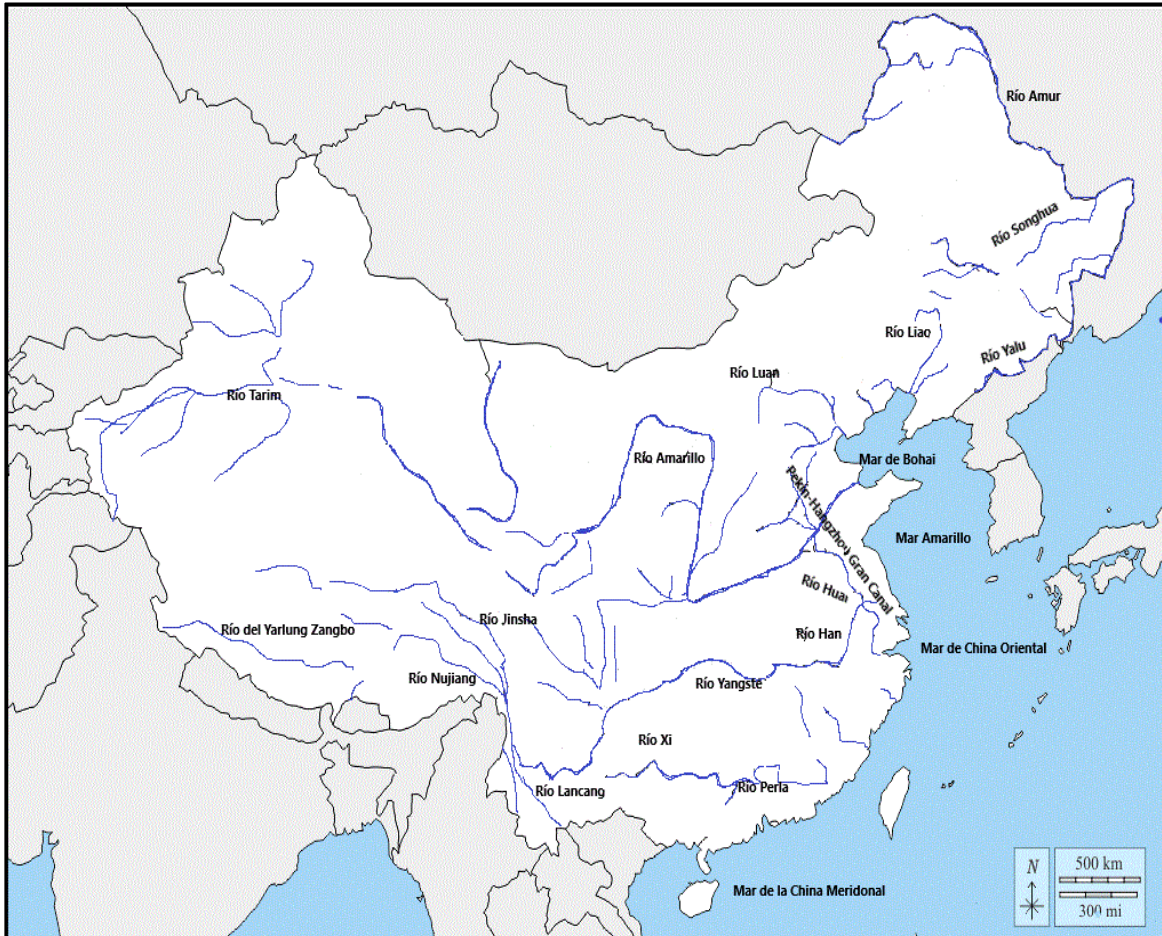 Río Amur
Río Songhua
Río Liao
Río Yalu
Río Luan
Río Tarim
Río Amarillo
Mar de Bohai
Pekín-Hangzhou Gran Canal
Mar Amarillo
Río Huai
Río Jinsha
Río del Yarlung Zangbo
Río Han
Mar de China Oriental
Río Nujiang
Río Yangste
Río Xi
Río Lancang
Río Perla
Mar de la China Meridonal
N
500 km
300 mi